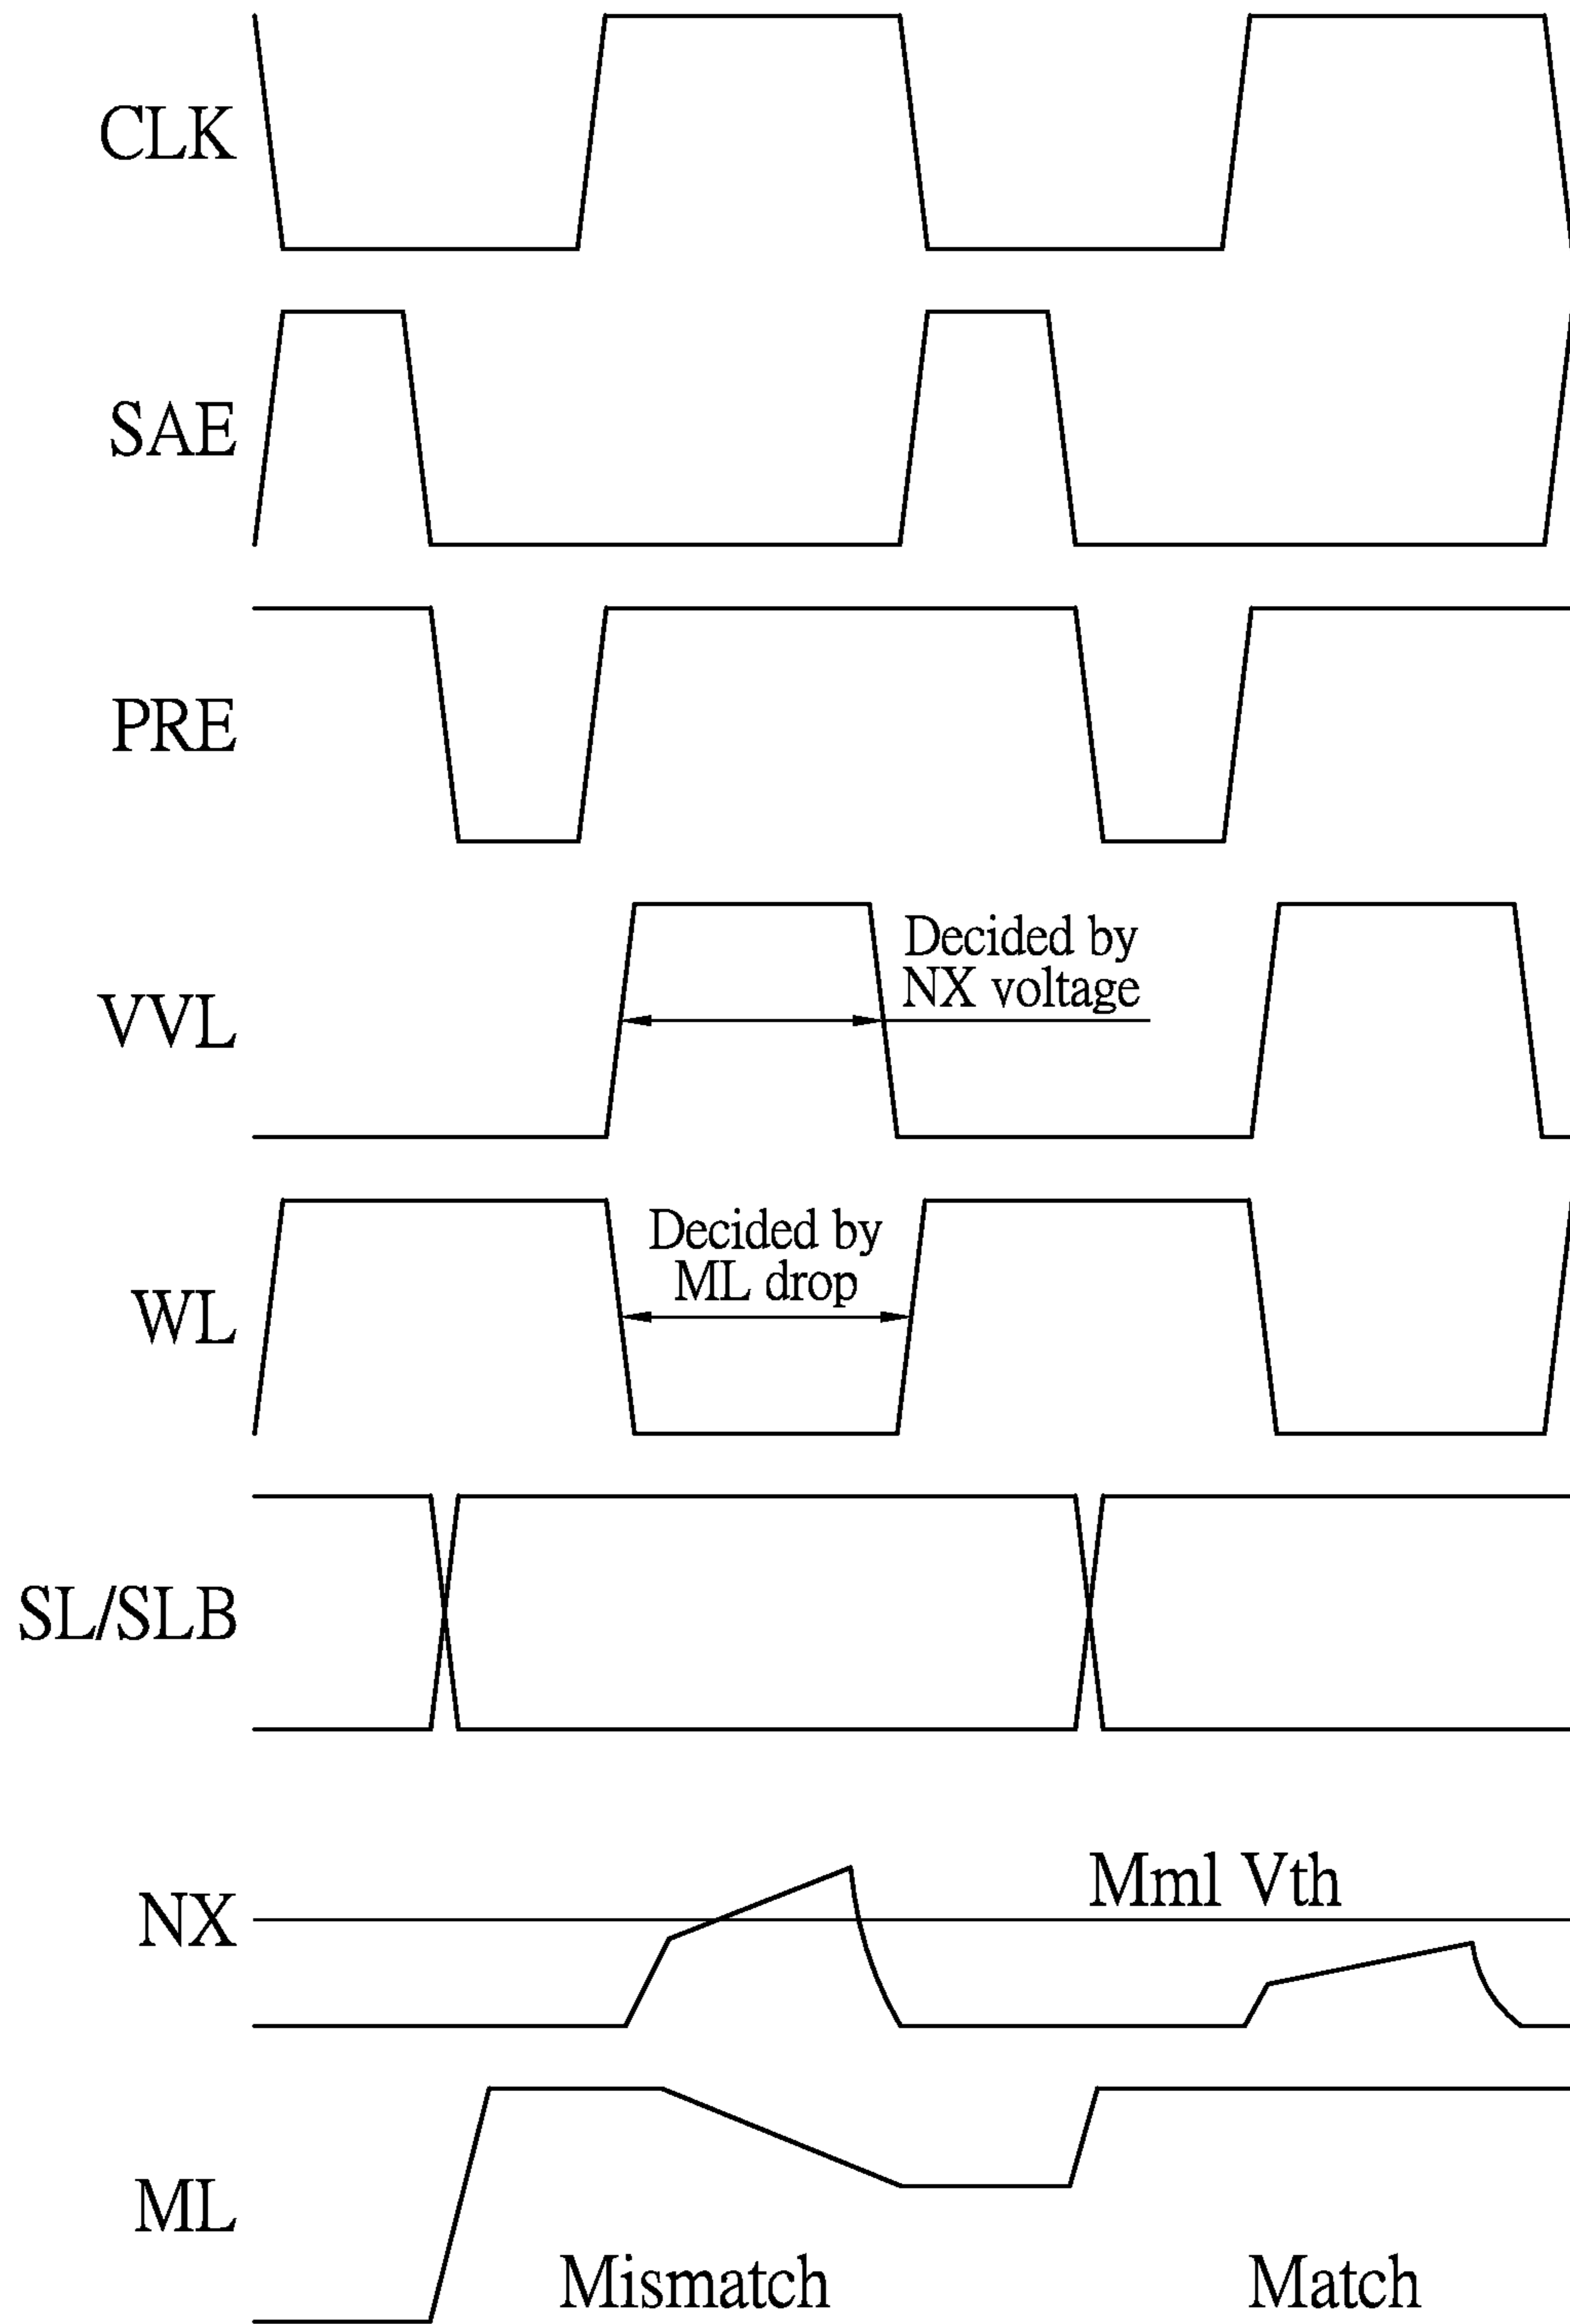 CLK
SAE
PRE
VVL
Decided by
NX voltage
WL
Decided by
ML drop
SL/SLB
NX
Mml Vth
ML
Mismatch
Match